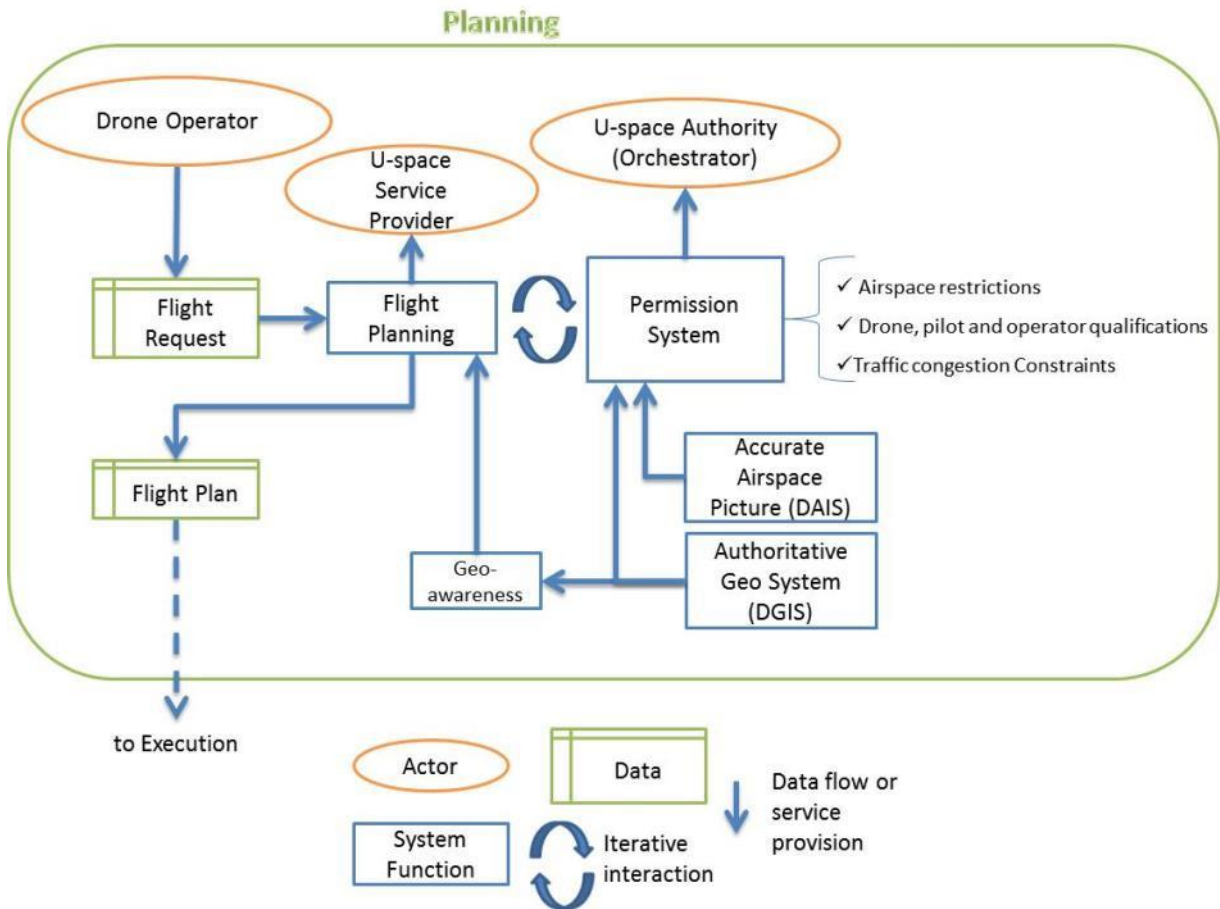 Planning
Drone Operator
U-space
Service
Provider
U-space Authority
(Orchestrator)
Flight
Request
Flight
Planning
Permission
System
✓ Airspace restrictions
✓ Drone, pilot and operator qualifications
✓Traffic congestion Constraints
Flight Plan
Accurate
Airspace
Picture (DAIS)
Geo-
awareness
Authoritative
Geo System
(DGIS)
to Execution
Actor
Data
Data flow or
service
provision
System
Function
Iterative
interaction